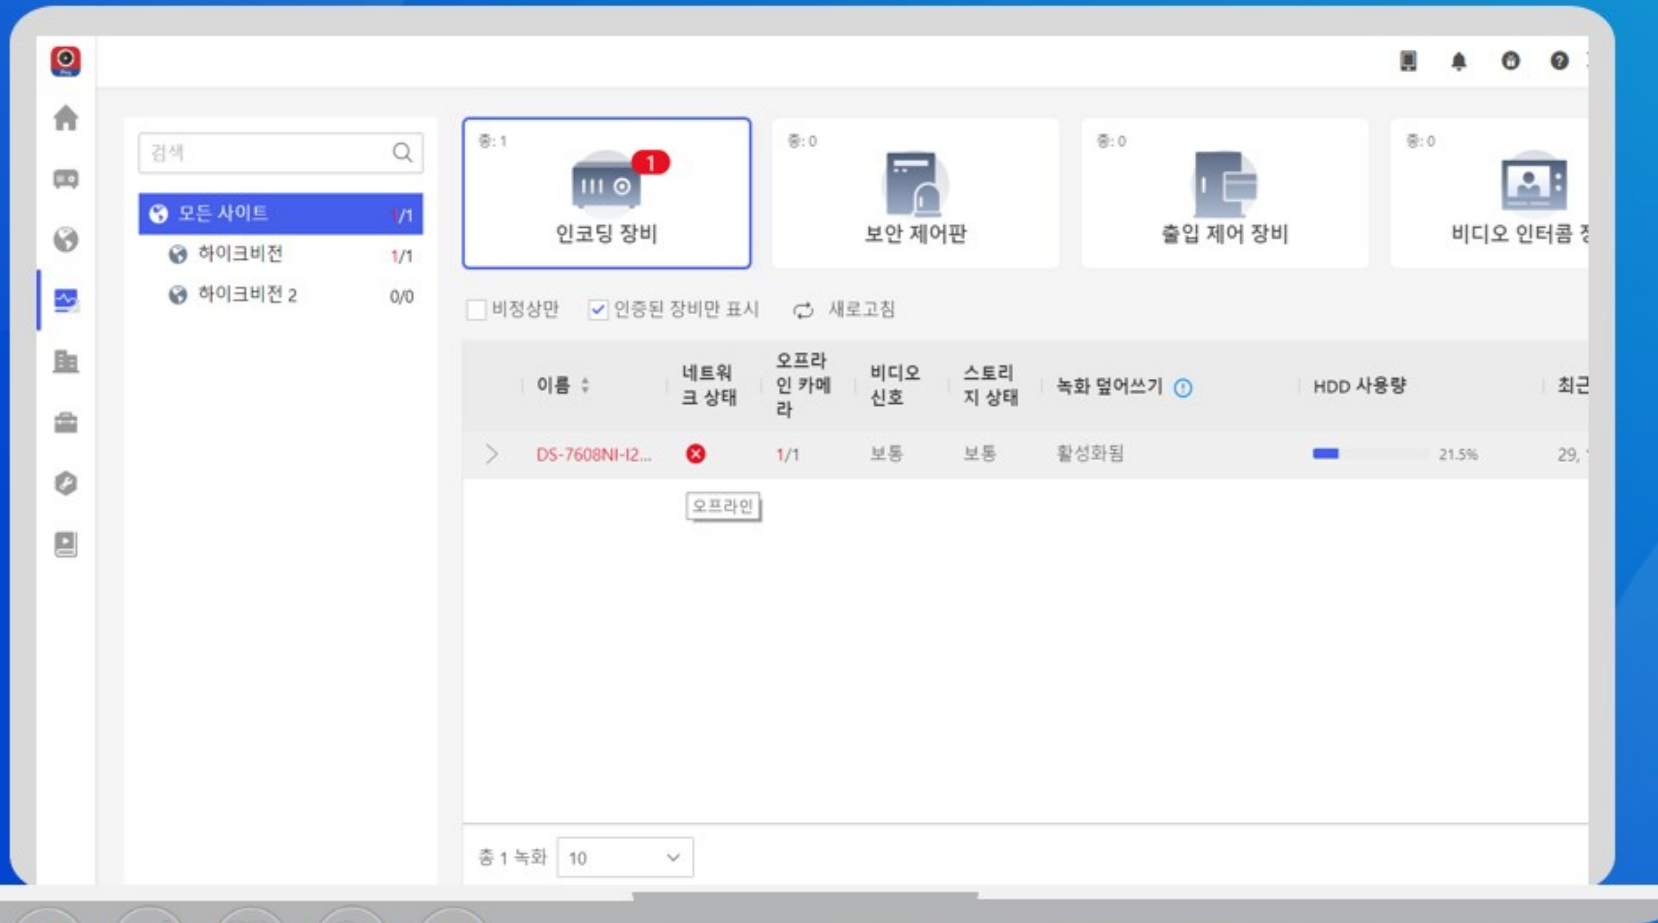 Pro
검색
모든 사이트 1/1
하이크비전 1/1
하이크비전 2 0/0
총: 1
1
인코딩 장비
총: 0
보안 제어판
총: 0
출입 제어 장비
총: 0
비디오 인터콤
비정상만
인증된 장비만 표시
새로고침
이름
네트워
크 상태
오프라
인 카메
라
비디오
신호
스토리
지 상태
녹화 덮어쓰기
HDD 사용량
최근
DS-7608NI-I2...
1/1
보통
보통
활성화됨
21.5%
29,
오프라인
총 1 녹화
10